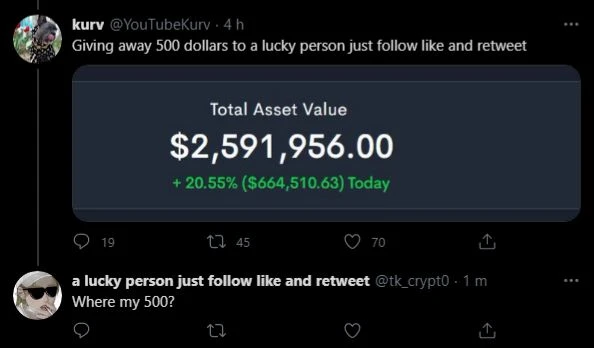 kurv @YouTubeKurv · 4 h
Giving away 500 dollars to a lucky person just follow like and retweet
Total Asset Value
$2,591,956.00
+ 20.55% ($664,510.63) Today
19 45 70
a lucky person just follow like and retweet @tk_crypt0 · 1 m
Where my 500?